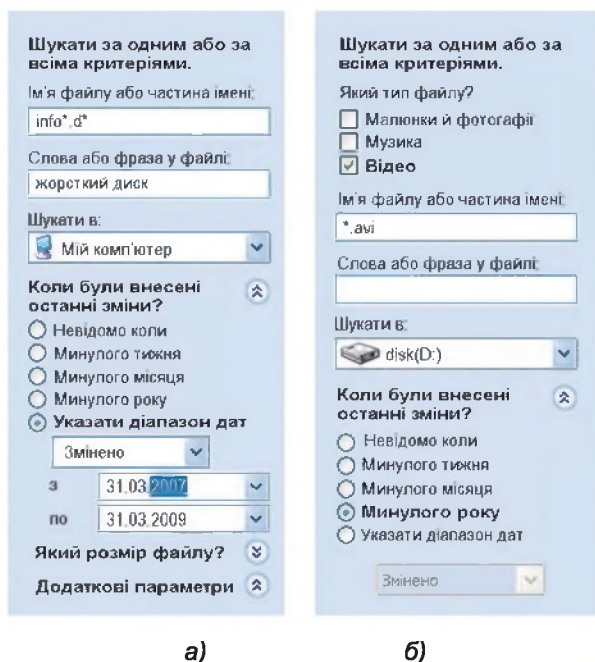 Шукати за одним або за
всіма критеріями.
Ім'я файлу або частина імені:
info*.d*
Слова або фраза у файлі:
жорсткий диск
Шукати в:
Мій комп'ютер
Коли були внесені
останні зміни?
Невідомо коли
Минулого тижня
Минулого місяця
Минулого року
Указати діапазон дат
Змінено
з 31.03.2007
по 31.03.2009
Який розмір файлу?
Додаткові параметри
а)
Шукати за одним або за
всіма критеріями.
Який тип файлу?
Малюнки й фотографії
Музика
Відео
Ім'я файлу або частина імені:
*.avi
Слова або фраза у файлі:
Шукати в:
disk(D:)
Коли були внесені
останні зміни?
Невідомо коли
Минулого тижня
Минулого місяця
Минулого року
Указати діапазон дат
Змінено
б)